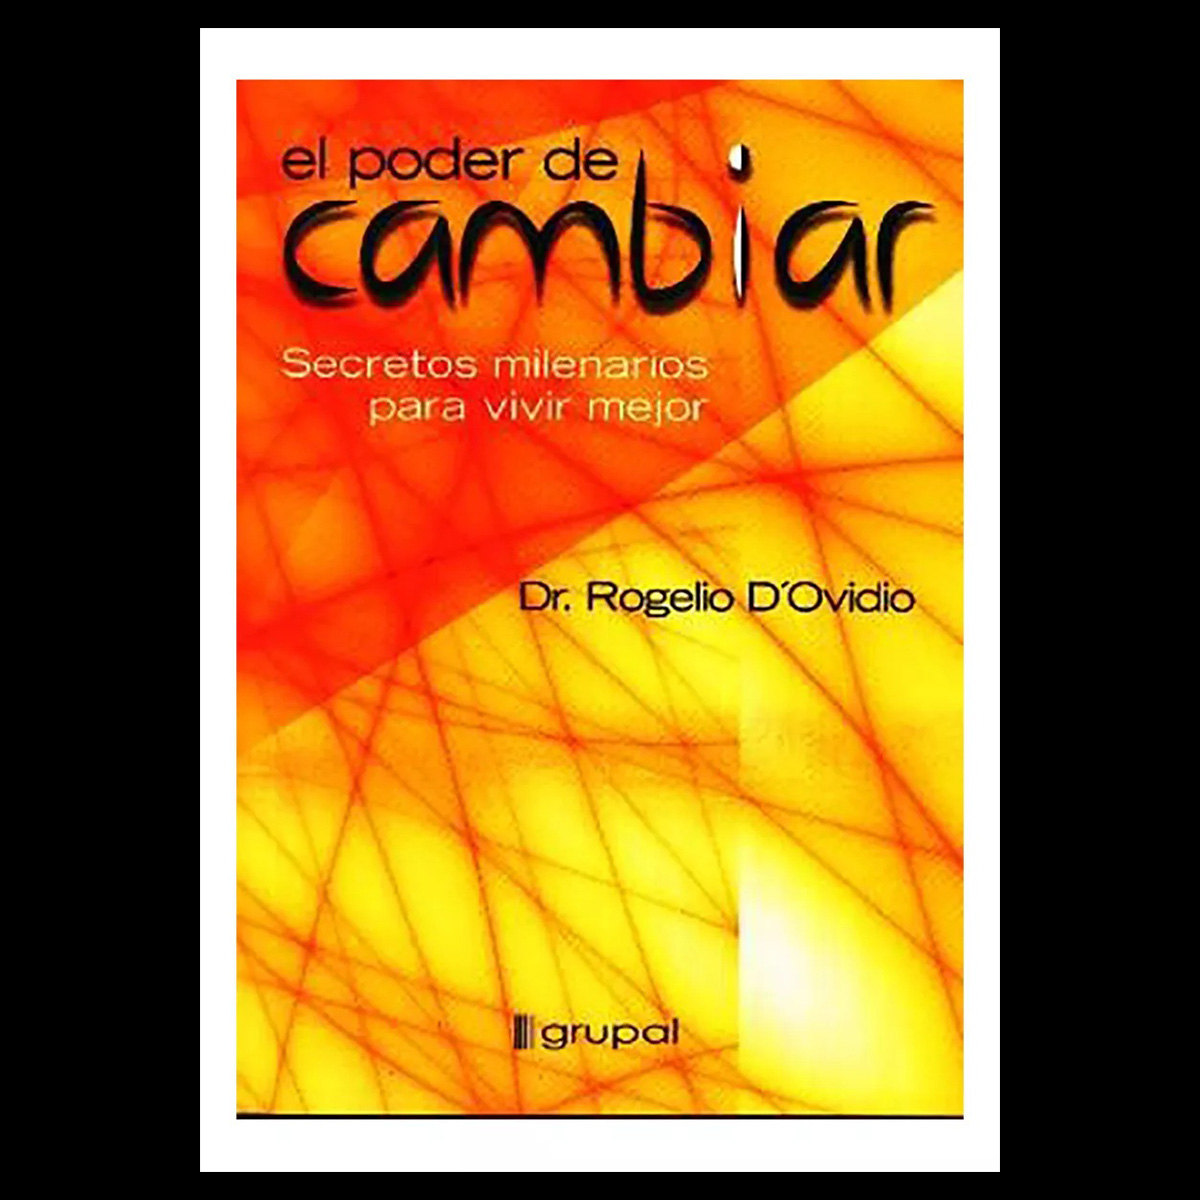 el poder de
cambiar
Secretos milenarios
para vivir mejor
Dr. Rogelio D´Ovidio
grupal